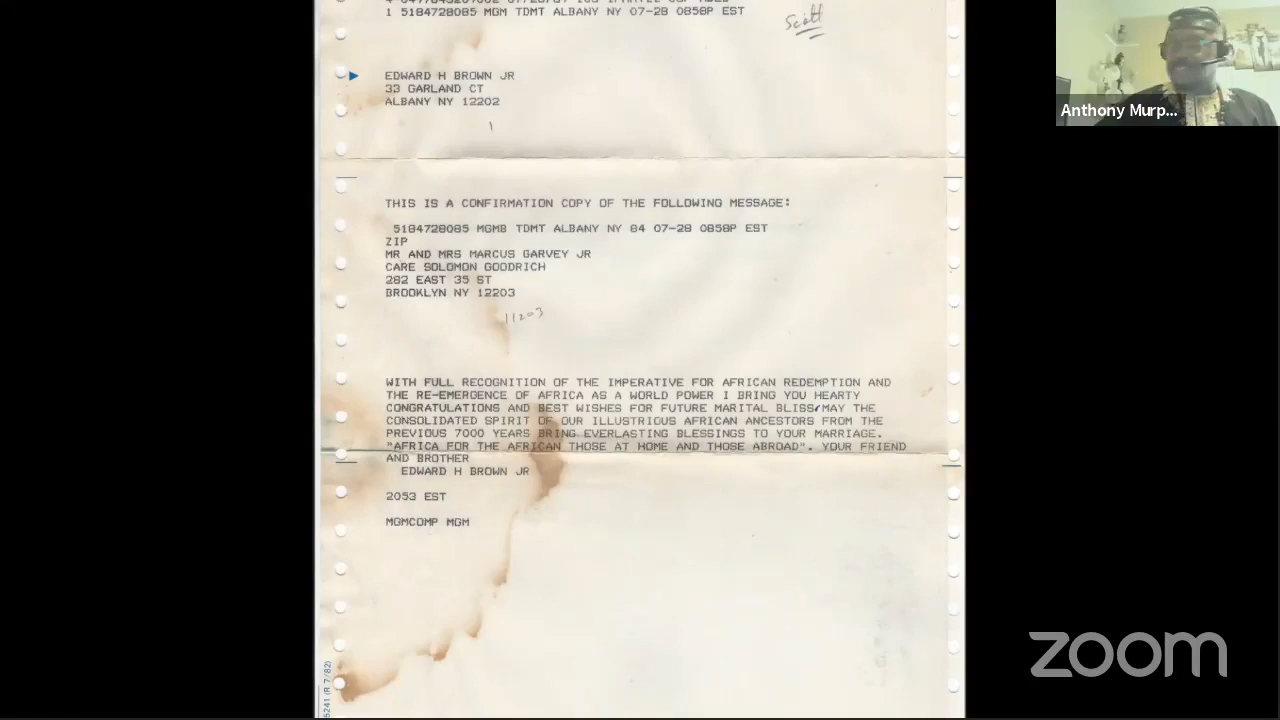 1 5184728085 MGM TDMT ALBANY NY 07-28 0858P EST
Scott
Anthony Murp...
EDWARD H BROWN JR
33 GARLAND CT
ALBANY NY 12202
THIS IS A CONFIRMATION COPY OF THE FOLLOWING MESSAGE:
5184728085 MGMB TDMT ALBANY NY 84 07-28 0858P EST
ZIP
MR AND MRS MARCUS GARVEY JR
CARE SOLOMON GOODRICH
282 EAST 35 ST
BROOKLYN NY 12203
11203
WITH FULL RECOGNITION OF THE IMPERATIVE FOR AFRICAN REDEMPTION AND
THE RE-EMERGENCE OF AFRICA AS A WORLD POWER I BRING YOU HEARTY
CONGRATULATIONS AND BEST WISHES FOR FUTURE MARITAL BLISS MAY THE
CONSOLIDATED SPIRIT OF OUR ILLUSTRIOUS AFRICAN ANCESTORS FROM THE
PREVIOUS 7000 YEARS BRING EVERLASTING BLESSINGS TO YOUR MARRIAGE.
"AFRICA FOR THE AFRICAN THOSE AT HOME AND THOSE ABROAD". YOUR FRIEND
AND BROTHER
EDWARD H BROWN JR
2053 EST
MGMCOMP MGM
5241 (R 7/82)
zoom